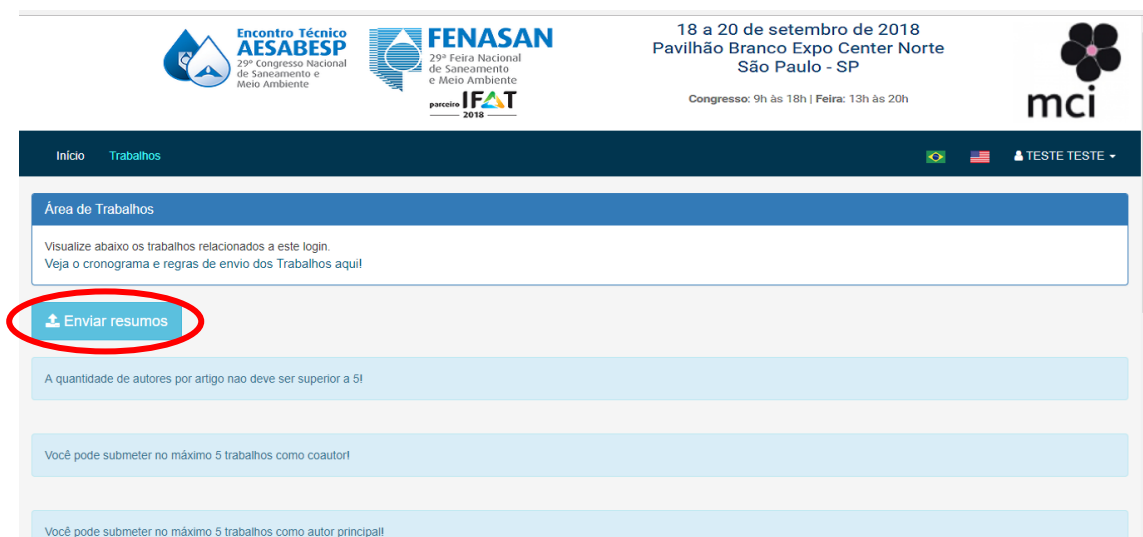 Encontro Técnico
AESABESP
29º Congresso Nacional
de Saneamento e
Meio Ambiente
FENASAN
29ª Feira Nacional
de Saneamento
e Meio Ambiente
parceiro IFAT
2018
18 a 20 de setembro de 2018
Pavilhão Branco Expo Center Norte
São Paulo - SP
Congresso: 9h às 18h | Feira: 13h às 20h
mci
Início Trabalhos TESTE TESTE
Área de Trabalhos
Visualize abaixo os trabalhos relacionados a este login.
Veja o cronograma e regras de envio dos Trabalhos aqui!
Enviar resumos
A quantidade de autores por artigo nao deve ser superior a 5!
Você pode submeter no máximo 5 trabalhos como coautor!
Você pode submeter no máximo 5 trabalhos como autor principal!